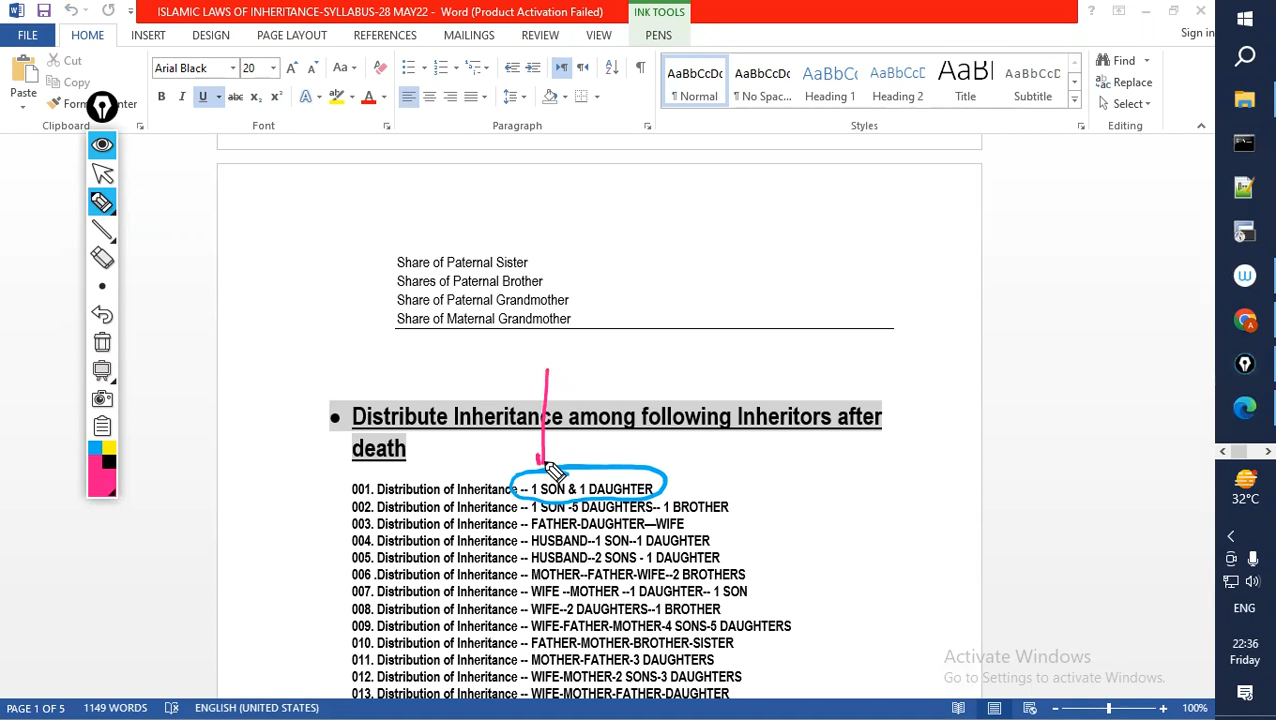 ISLAMIC LAWS OF INHERITANCE-SYLLABUS-28 MAY22 - Word (Product Activation Failed)
INK TOOLS
FILE HOME INSERT DESIGN PAGE LAYOUT REFERENCES MAILINGS REVIEW VIEW PENS Sign in
Paste
Cut
Copy
Arial Black 20
Clipboard Font Paragraph Styles Editing
AaBbCcDc AaBbCcDc AaBbC AaBbCcD AaBbCcD
¶ Normal ¶ No Spac... Heading 1 Heading 2 Title Subtitle
Find
Replace
Select
Share of Paternal Sister
Shares of Paternal Brother
Share of Paternal Grandmother
Share of Maternal Grandmother
• Distribute Inheritance among following Inheritors after
death
001. Distribution of Inheritance -- 1 SON & 1 DAUGHTER
002. Distribution of Inheritance -- 1 SON -5 DAUGHTERS-- 1 BROTHER
003. Distribution of Inheritance -- FATHER-DAUGHTER—WIFE
004. Distribution of Inheritance -- HUSBAND--1 SON--1 DAUGHTER
005. Distribution of Inheritance -- HUSBAND--2 SONS - 1 DAUGHTER
006 .Distribution of Inheritance -- MOTHER--FATHER-WIFE--2 BROTHERS
007. Distribution of Inheritance -- WIFE --MOTHER --1 DAUGHTER-- 1 SON
008. Distribution of Inheritance -- WIFE--2 DAUGHTERS--1 BROTHER
009. Distribution of Inheritance -- WIFE-FATHER-MOTHER-4 SONS-5 DAUGHTERS
010. Distribution of Inheritance -- FATHER-MOTHER-BROTHER-SISTER
011. Distribution of Inheritance -- MOTHER-FATHER-3 DAUGHTERS
012. Distribution of Inheritance -- WIFE-MOTHER-2 SONS-3 DAUGHTERS
013. Distribution of Inheritance -- WIFE-MOTHER-FATHER-DAUGHTER
Activate Windows
Go to Settings to activate Windows.
32°C
ENG
22:36
Friday
PAGE 1 OF 5 1149 WORDS ENGLISH (UNITED STATES) 100%